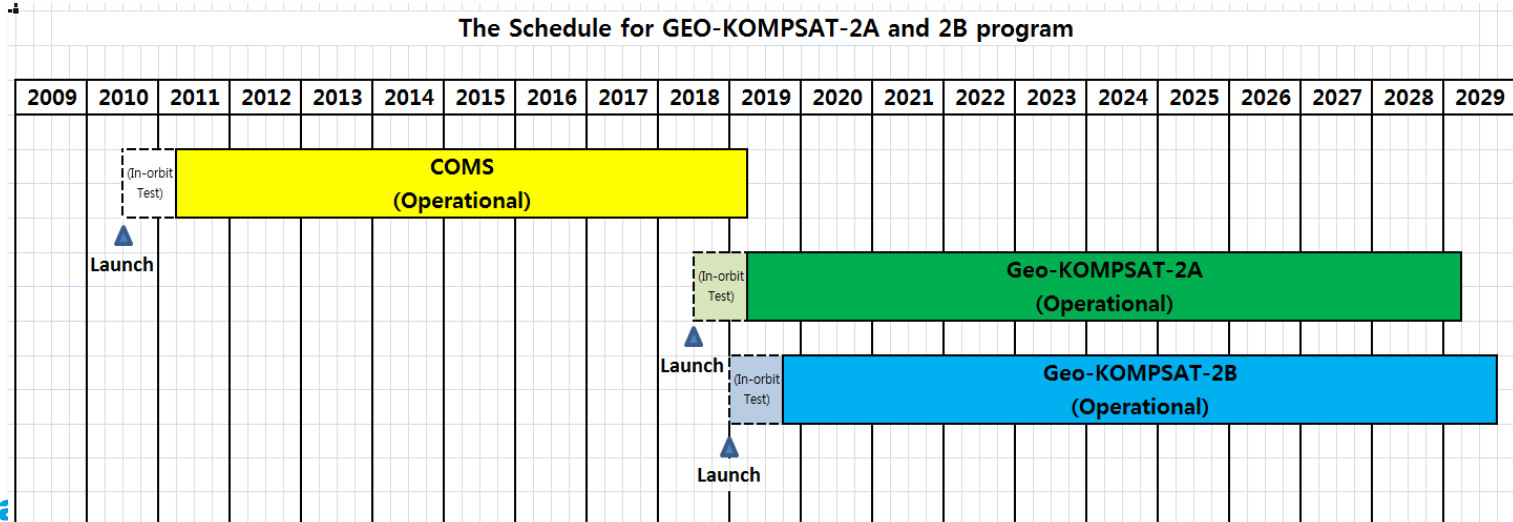 The Schedule for GEO-KOMPSAT-2A and 2B program
2009 2010 2011 2012 2013 2014 2015 2016 2017 2018 2019 2020 2021 2022 2023 2024 2025 2026 2027 2028 2029
(In-orbit
Test)
COMS
(Operational)
Launch
(In-orbit
Test)
Geo-KOMPSAT-2A
(Operational)
Launch
(In-orbit
Test)
Geo-KOMPSAT-2B
(Operational)
Launch